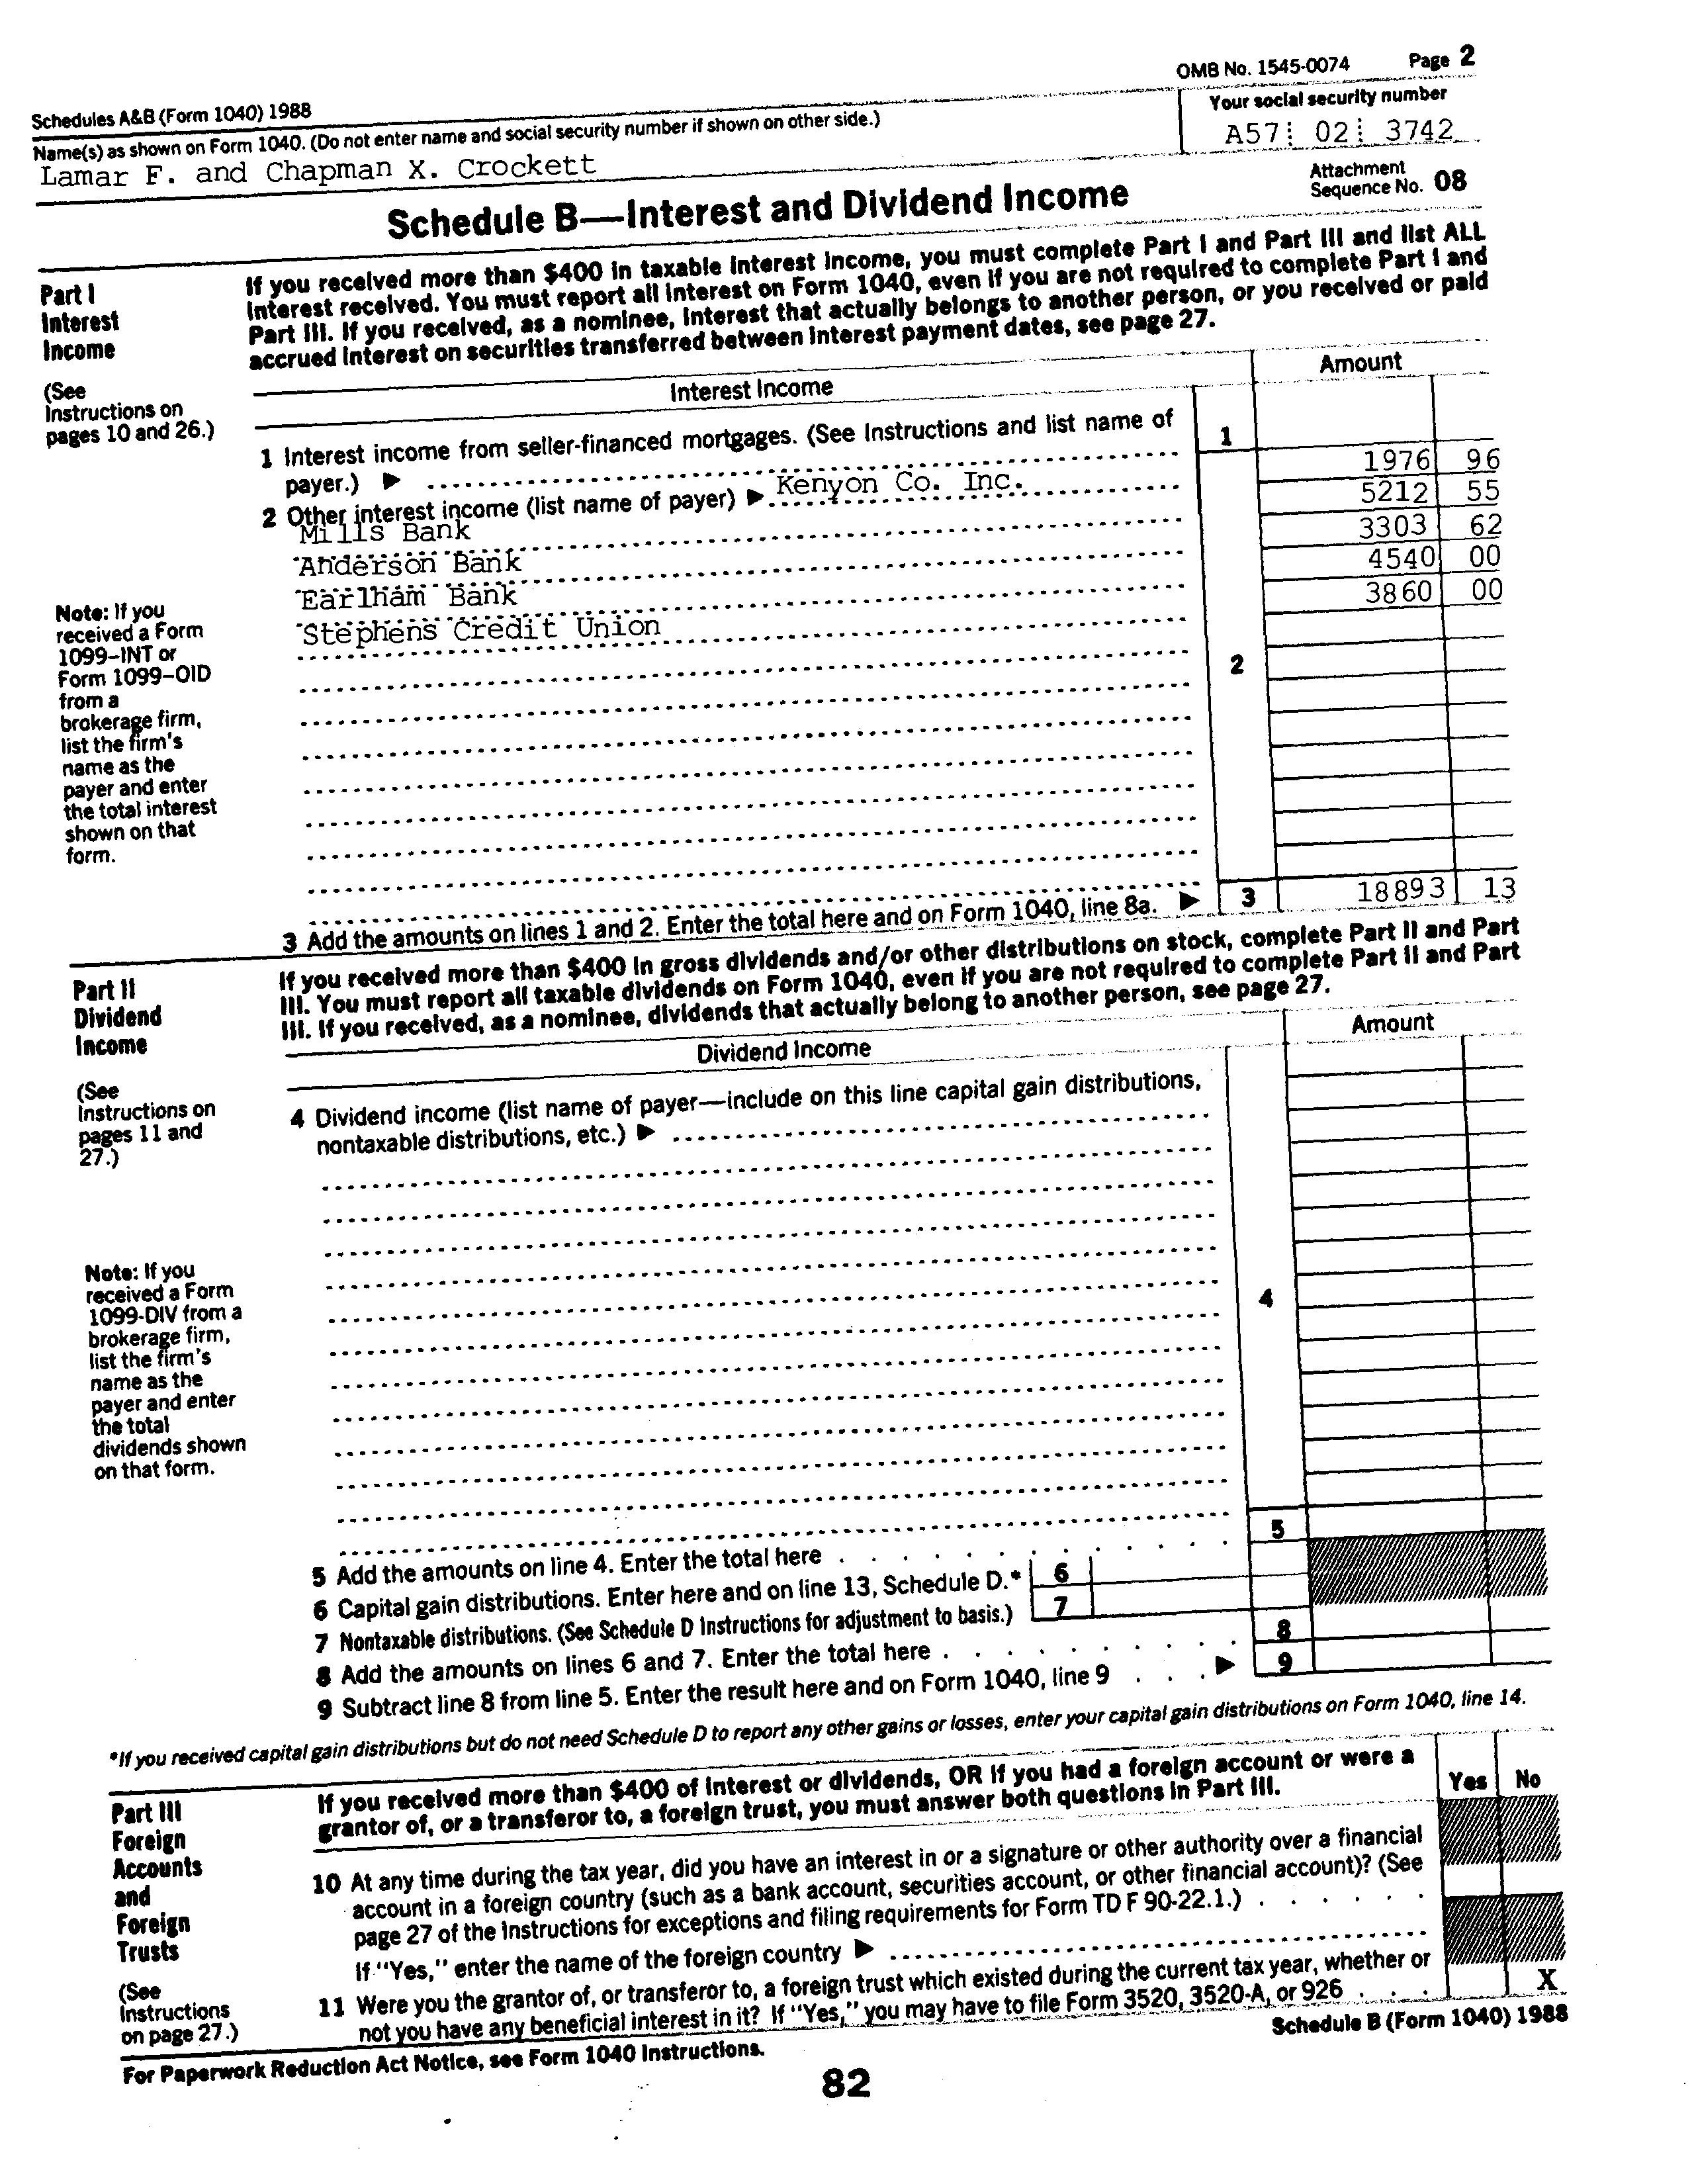 OMB No. 1545-0074 Page 2
Schedules A&B (Form 1040) 1988
Name(s) as shown on Form 1040. (Do not enter name and social security number if shown on other side.)
Your social security number
Lamar F. and Chapman X. Crockett
A57 02 3742
Schedule B—Interest and Dividend Income
Attachment
Sequence No. 08
Part I
Interest
Income
(See
Instructions on
pages 10 and 26.)
If you received more than $400 in taxable interest income, you must complete Part I and Part III and list ALL
interest received. You must report all interest on Form 1040, even if you are not required to complete Part I and
Part III. If you received, as a nominee, interest that actually belongs to another person, or you received or paid
accrued interest on securities transferred between interest payment dates, see page 27.
Interest Income
Amount
1 Interest income from seller-financed mortgages. (See Instructions and list name of
payer.) ▶
1
2 Other interest income (list name of payer) ▶ Kenyon Co. Inc. 1976 96
Mills Bank 5212 55
Anderson Bank 3303 62
Earlham Bank 4540 00
Stephens Credit Union 3860 00
2
Note: If you
received a Form
1099–INT or
Form 1099–OID
from a
brokerage firm,
list the firm's
name as the
payer and enter
the total interest
shown on that
form.
3 Add the amounts on lines 1 and 2. Enter the total here and on Form 1040, line 8a. ▶ 3 18893 13
Part II
Dividend
Income
(See
Instructions on
pages 11 and
27.)
If you received more than $400 in gross dividends and/or other distributions on stock, complete Part II and Part
III. You must report all taxable dividends on Form 1040, even if you are not required to complete Part II and Part
III. If you received, as a nominee, dividends that actually belong to another person, see page 27.
Dividend Income
Amount
4 Dividend income (list name of payer—include on this line capital gain distributions,
nontaxable distributions, etc.) ▶
4
Note: If you
received a Form
1099-DIV from a
brokerage firm,
list the firm's
name as the
payer and enter
the total
dividends shown
on that form.
5 Add the amounts on line 4. Enter the total here 5
6 Capital gain distributions. Enter here and on line 13, Schedule D.* 6
7 Nontaxable distributions. (See Schedule D Instructions for adjustment to basis.) 7
8 Add the amounts on lines 6 and 7. Enter the total here 8
9 Subtract line 8 from line 5. Enter the result here and on Form 1040, line 9 ▶ 9
*If you received capital gain distributions but do not need Schedule D to report any other gains or losses, enter your capital gain distributions on Form 1040, line 14.
Part III
Foreign
Accounts
and
Foreign
Trusts
(See
Instructions
on page 27.)
If you received more than $400 of interest or dividends, OR if you had a foreign account or were a
grantor of, or a transferor to, a foreign trust, you must answer both questions in Part III.
Yes No
10 At any time during the tax year, did you have an interest in or a signature or other authority over a financial
account in a foreign country (such as a bank account, securities account, or other financial account)? (See
page 27 of the Instructions for exceptions and filing requirements for Form TD F 90-22.1.)
If "Yes," enter the name of the foreign country ▶
11 Were you the grantor of, or transferor to, a foreign trust which existed during the current tax year, whether or
not you have any beneficial interest in it? If "Yes," you may have to file Form 3520, 3520-A, or 926 X
For Paperwork Reduction Act Notice, see Form 1040 Instructions.
Schedule B (Form 1040) 1988
82